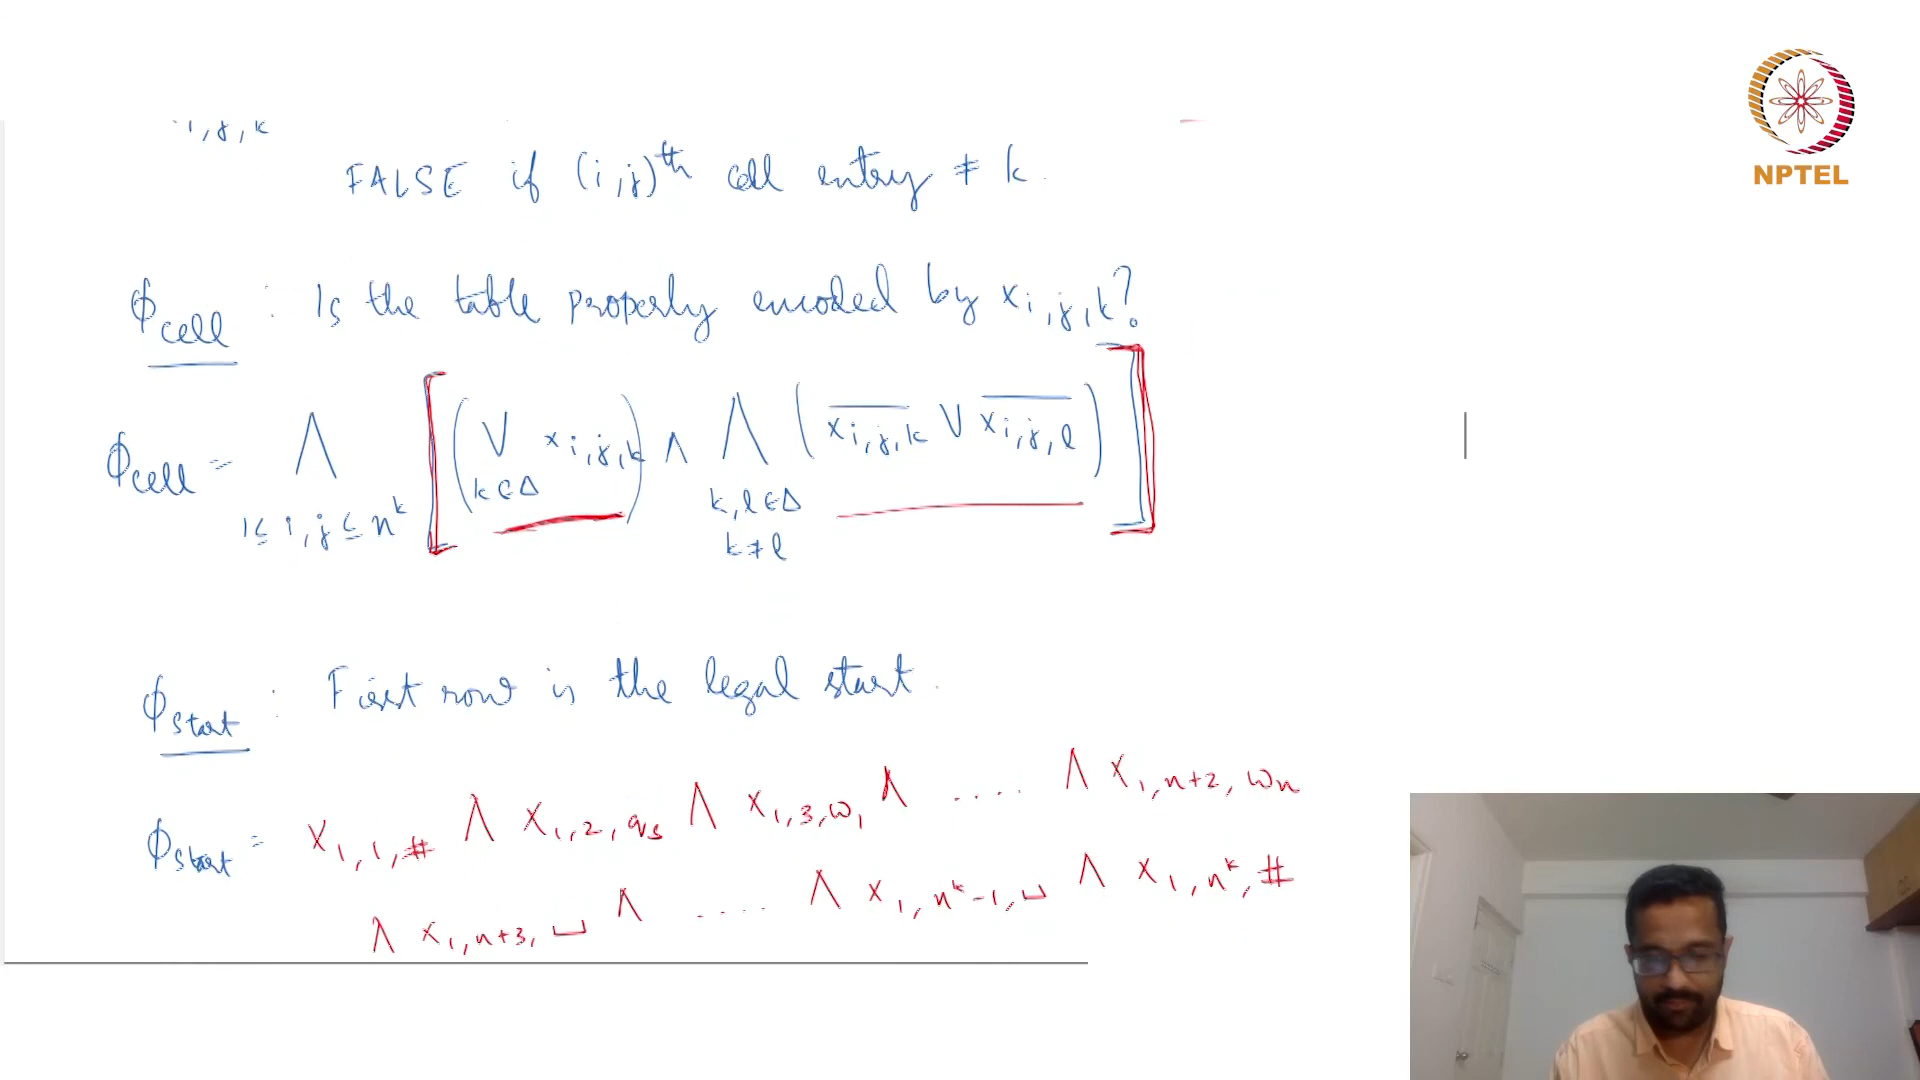 i,j,k
FALSE if (i,j)th cell entry ≠ k.
NPTEL
ϕcell : Is the table properly encoded by xi,j,k?
ϕcell = ⋀ 1≤i,j≤n^k [ ( ⋁ k∈Δ xi,j,k ) ∧ ⋀ k,l∈Δ k≠l ( x̄i,j,k ∨ x̄i,j,l ) ]
ϕstart : First row is the legal start.
ϕstart = x1,1,# ∧ x1,2,qs ∧ x1,3,w1 ∧ .... ∧ x1,n+2,wn
∧ x1,n+3,⊔ ∧ .... ∧ x1,n^k-1,⊔ ∧ x1,n^k,#